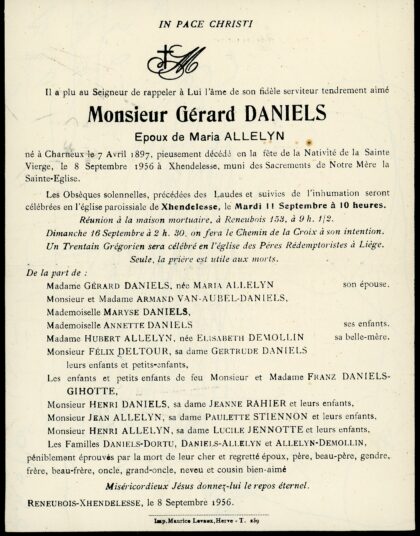 IN PACE CHRISTI
Il a plu au Seigneur de rappeler à Lui l'âme de son fidèle serviteur tendrement aimé
Monsieur Gérard DANIELS
Epoux de Maria ALLELYN
né à Charneux le 7 Avril 1897, pieusement décédé en la fête de la Nativité de la Sainte
Vierge, le 8 Septembre 1956 à Xhendelesse, muni des Sacrements de Notre Mère la
Sainte-Eglise.
Les Obsèques solennelles, précédées des Laudes et suivies de l'inhumation seront
célébrées en l'église paroissiale de Xhendelesse, le Mardi 11 Septembre à 10 heures.
Réunion à la maison mortuaire, à Reneubois 153, à 9 h. 1/2.
Dimanche 16 Septembre à 2 h. 30, on fera le Chemin de la Croix à son intention.
Un Trentain Grégorien sera célébré en l'église des Pères Rédemptoristes à Liége.
Seule, la prière est utile aux morts.
De la part de :
Madame GÉRARD DANIELS, née MARIA ALLELYN son épouse.
Monsieur et Madame ARMAND VAN-AUBEL-DANIELS,
Mademoiselle MARYSE DANIELS,
Mademoiselle ANNETTE DANIELS ses enfants.
Madame HUBERT ALLELYN, née ELISABETH DEMOLLIN sa belle-mère.
Monsieur FÉLIX DELTOUR, sa dame GERTRUDE DANIELS
leurs enfants et petits-enfants,
Les enfants et petits enfants de feu Monsieur et Madame FRANZ DANIELS-
GIHOTTE,
Monsieur HENRI DANIELS, sa dame JEANNE RAHIER et leurs enfants,
Monsieur JEAN ALLELYN, sa dame PAULETTE STIENNON et leurs enfants,
Monsieur HENRI ALLELYN, sa dame LUCILE JENNOTTE et leurs enfants,
Les Familles DANIELS-DORTU, DANIELS-ALLELYN et ALLELYN-DEMOLLIN,
péniblement éprouvés par la mort de leur cher et regretté époux, père, beau-père, gendre,
frère, beau-frère, oncle, grand-oncle, neveu et cousin bien-aimé
Miséricordieux Jésus donnez-lui le repos éternel.
RENEUBOIS-XHENDELESSE, le 8 Septembre 1956.
Imp. Maurice Levaux, Herve - T. 259